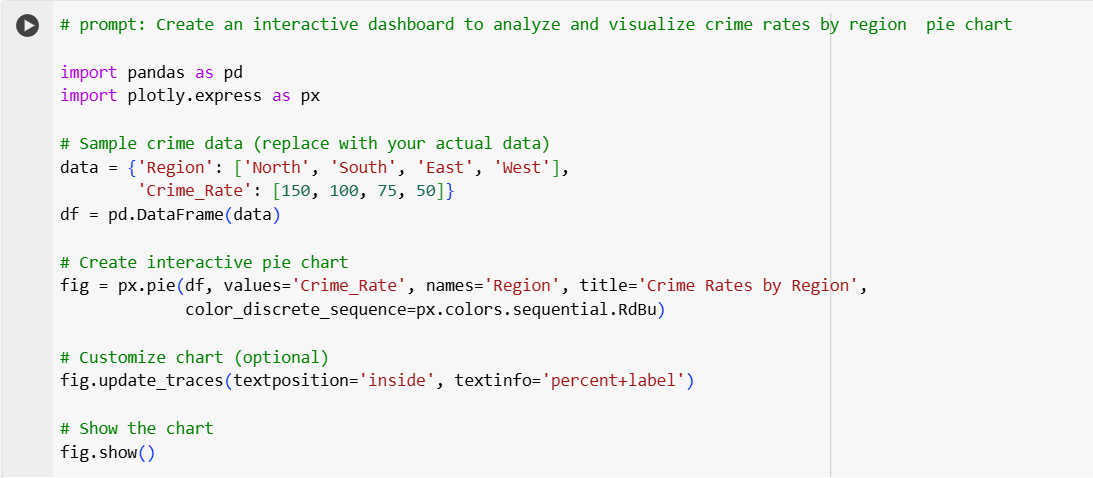 # prompt: Create an interactive dashboard to analyze and visualize crime rates by region  pie chart
import pandas as pd
import plotly.express as px
# Sample crime data (replace with your actual data)
data = {'Region': ['North', 'South', 'East', 'West'],
        'Crime_Rate': [150, 100, 75, 50]}
df = pd.DataFrame(data)
# Create interactive pie chart
fig = px.pie(df, values='Crime_Rate', names='Region', title='Crime Rates by Region',
             color_discrete_sequence=px.colors.sequential.RdBu)
# Customize chart (optional)
fig.update_traces(textposition='inside', textinfo='percent+label')
# Show the chart
fig.show()